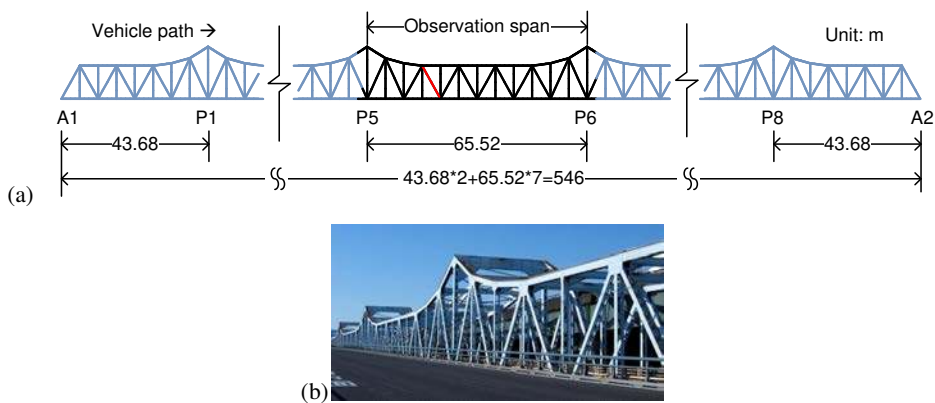 Vehicle path →
Observation span
Unit: m
A1
P1
P5
P6
P8
A2
43.68
65.52
43.68
43.68*2+65.52*7=546
(a)
(b)